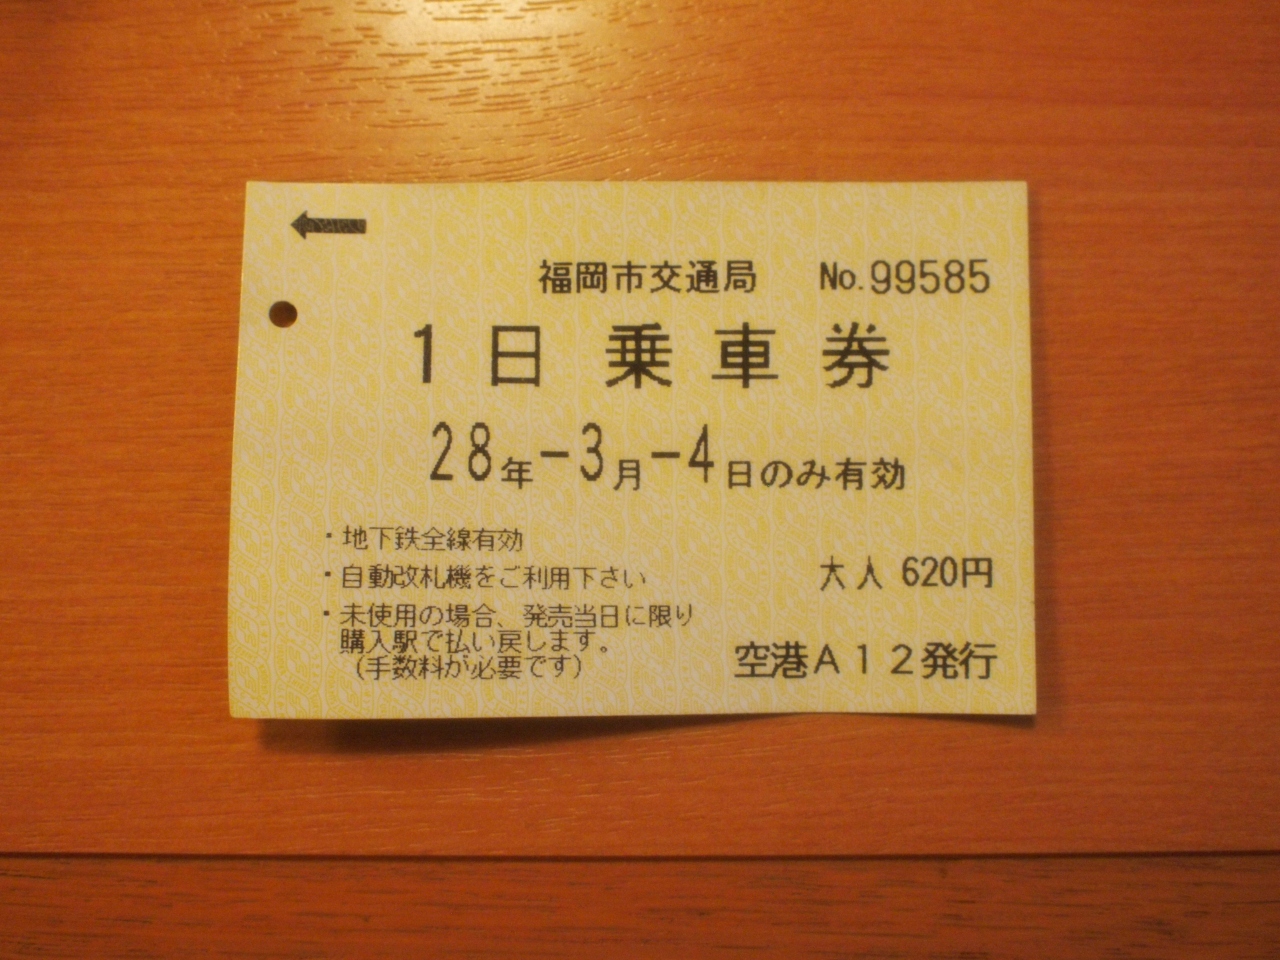 福岡市交通局 No.99585
1日乗車券
28年-3月-4日のみ有効
・地下鉄全線有効
・自動改札機をご利用下さい
大人 620円
・未使用の場合、発売当日に限り
購入駅で払い戻します。
(手数料が必要です)
空港A12発行